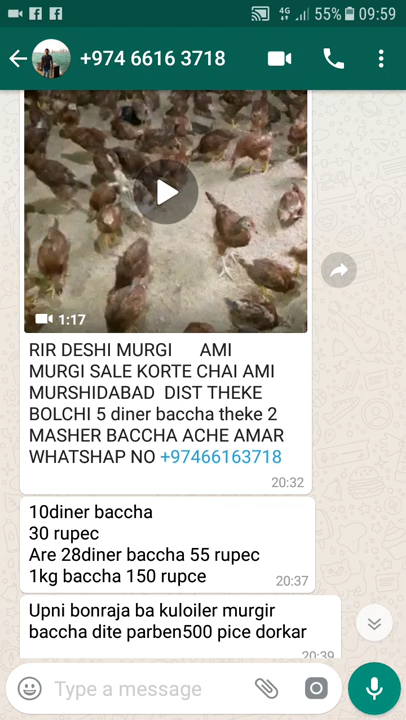 4G 55% 09:59
+974 6616 3718
1:17
RIR DESHI MURGI AMI
MURGI SALE KORTE CHAI AMI
MURSHIDABAD DIST THEKE
BOLCHI 5 diner baccha theke 2
MASHER BACCHA ACHE AMAR
WHATSHAP NO +97466163718
20:32
10diner baccha
30 rupec
Are 28diner baccha 55 rupec
1kg baccha 150 rupce
20:37
Upni bonraja ba kuloiler murgir
baccha dite parben500 pice dorkar
20:39
Type a message